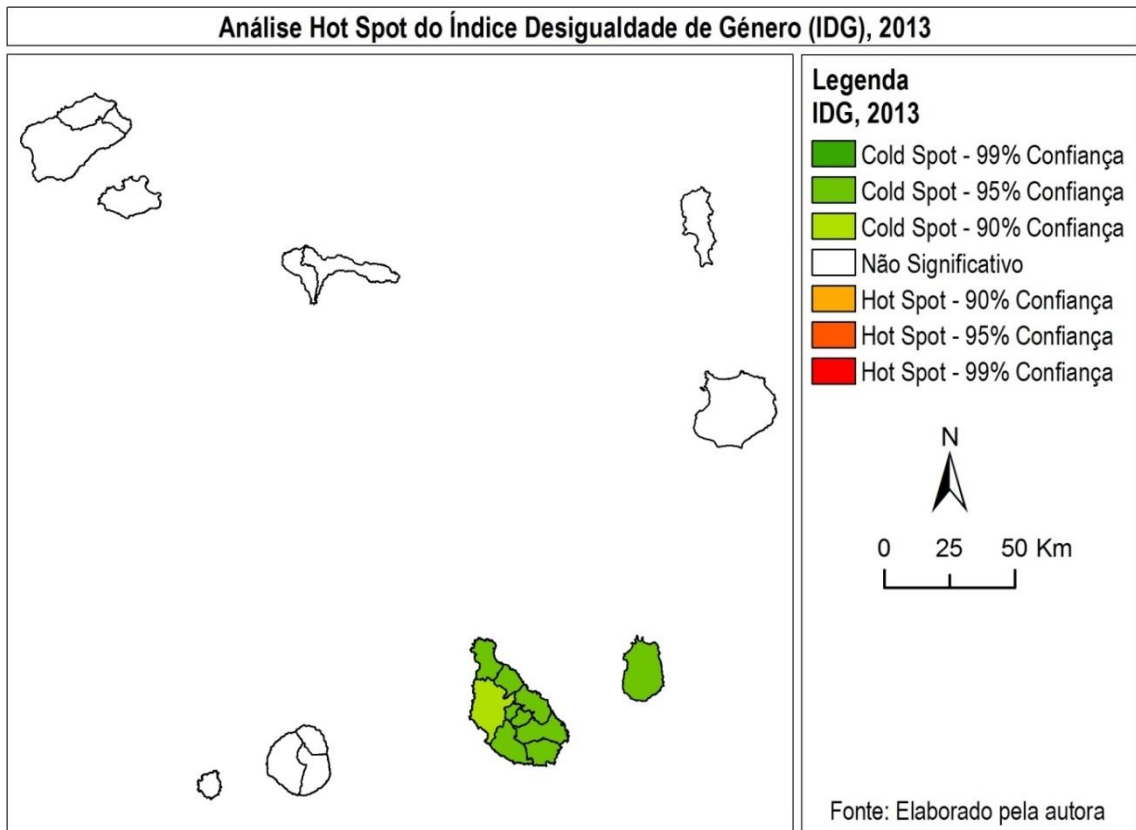 Análise Hot Spot do Índice Desigualdade de Género (IDG), 2013
Legenda
IDG, 2013
Cold Spot - 99% Confiança
Cold Spot - 95% Confiança
Cold Spot - 90% Confiança
Não Significativo
Hot Spot - 90% Confiança
Hot Spot - 95% Confiança
Hot Spot - 99% Confiança
N
0 25 50 Km
Fonte: Elaborado pela autora